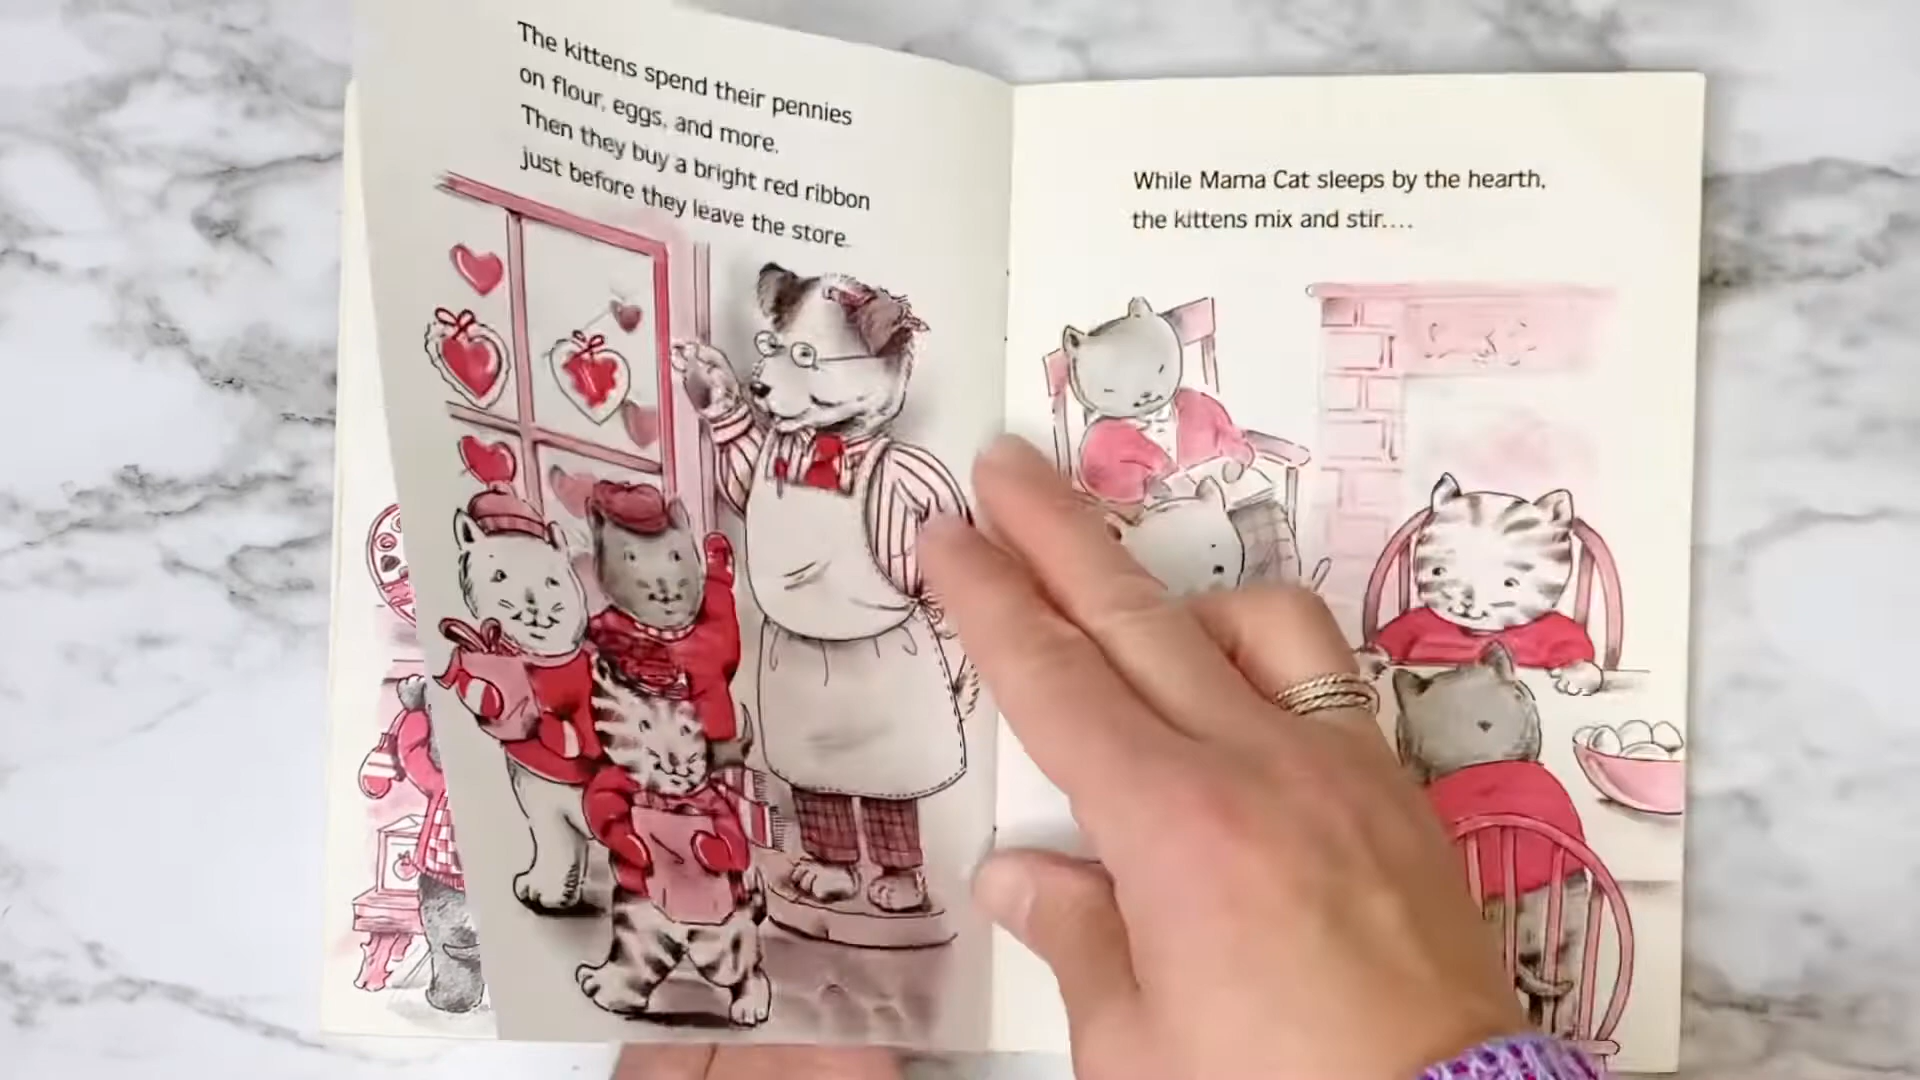 The kittens spend their pennies
on flour, eggs, and more.
Then they buy a bright red ribbon
just before they leave the store.
While Mama Cat sleeps by the hearth,
the kittens mix and stir....